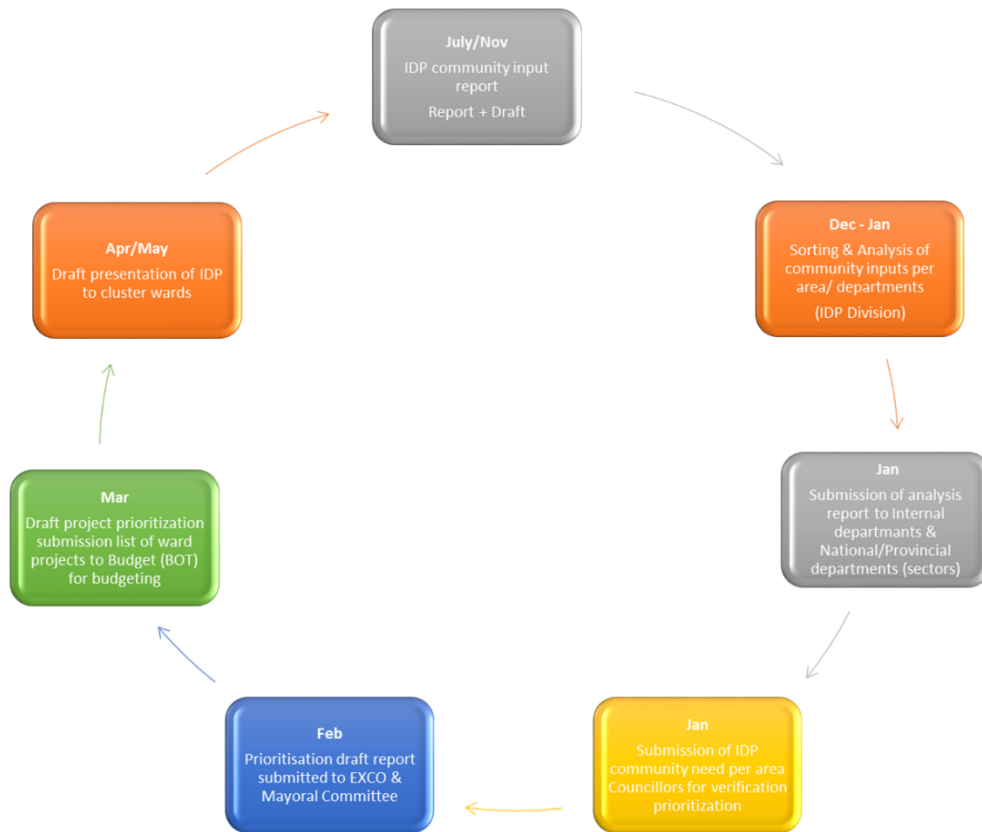 July/Nov
IDP community input
report
Report + Draft
Dec - Jan
Sorting & Analysis of
community inputs per
area/ departments
(IDP Division)
Jan
Submission of analysis
report to Internal
departmants &
National/Provincial
departments (sectors)
Jan
Submission of IDP
community need per area
Councillors for verification
prioritization
Feb
Prioritisation draft report
submitted to EXCO &
Mayoral Committee
Mar
Draft project prioritization
submission list of ward
projects to Budget (BOT)
for budgeting
Apr/May
Draft presentation of IDP
to cluster wards